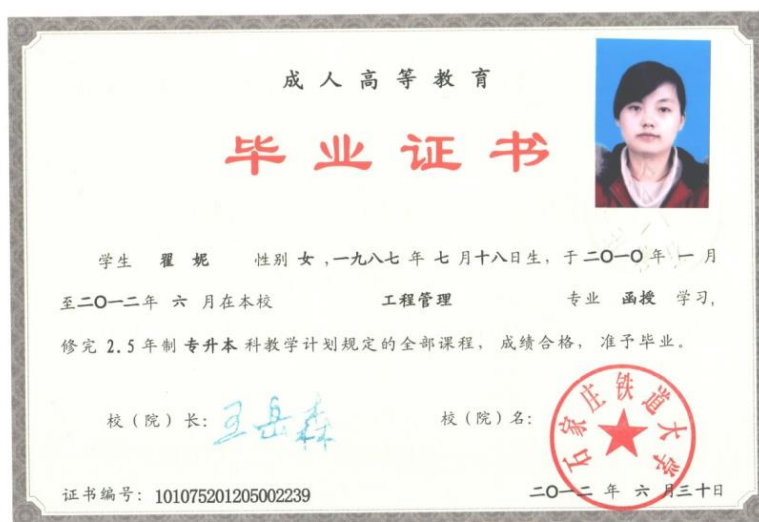 成人高等教育
毕业证书
学生 翟妮 性别 女 ,一九八七 年 七 月十八日生，于二〇一〇 年 一 月
至二〇一二年 六 月在本校 工程管理 专业 函授 学习,
修完 2.5 年制 专升本 科教学计划规定的全部课程，成绩合格，准予毕业。
校（院）长: 王岳森 校（院）名:
石家庄铁道大学
证书编号: 101075201205002239 二〇一二 年 六 月三十日